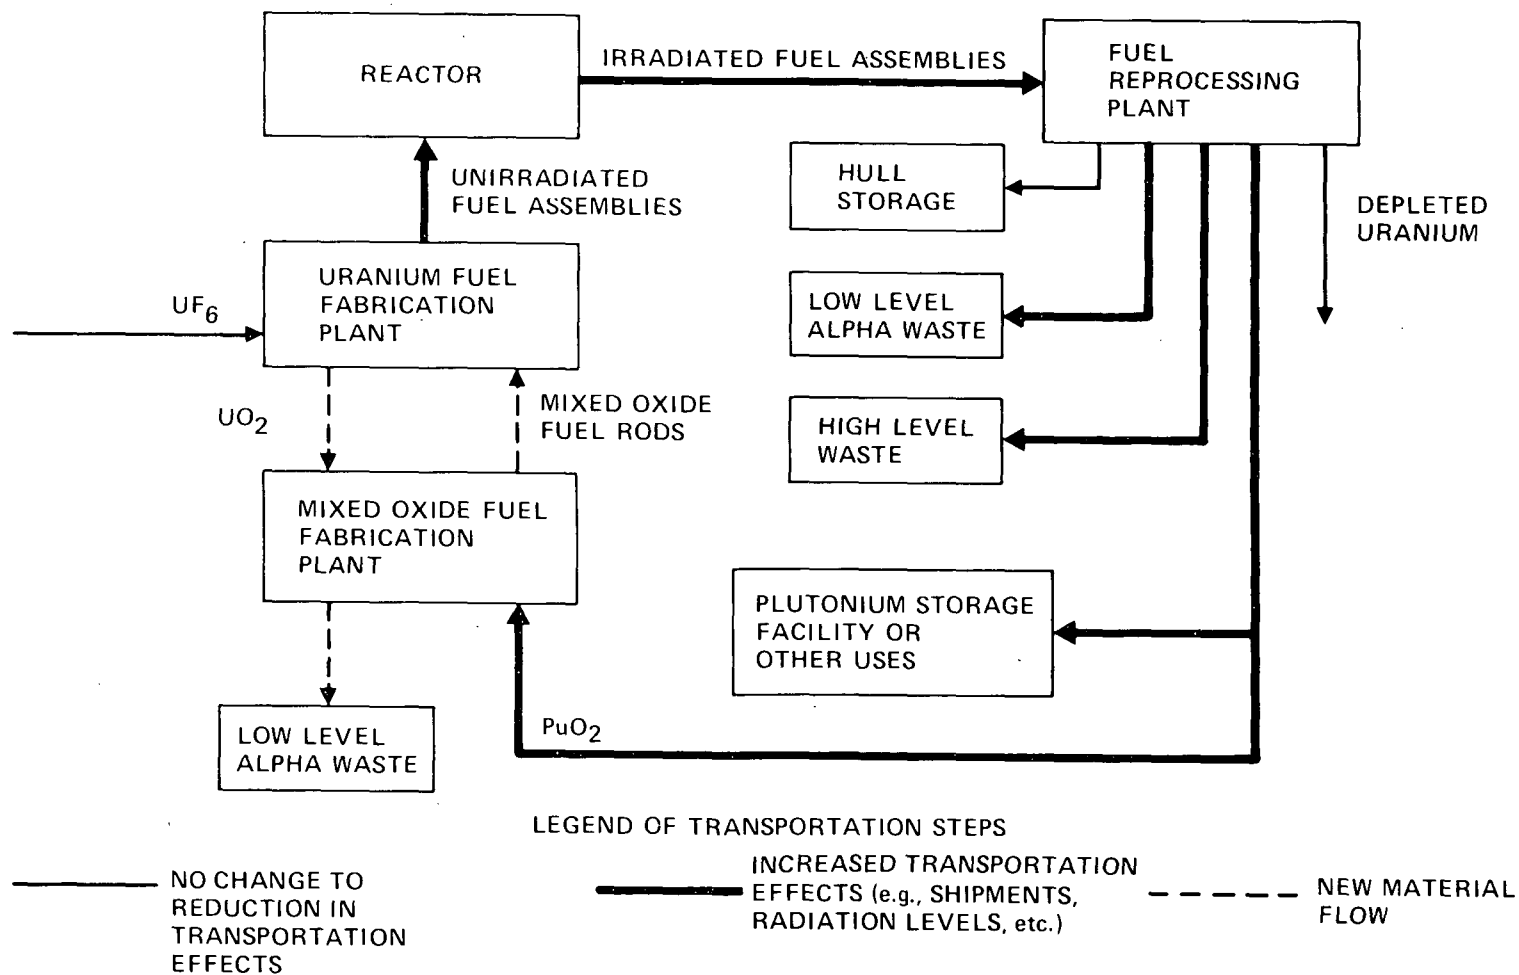 REACTOR
IRRADIATED FUEL ASSEMBLIES
FUEL
REPROCESSING
PLANT
UNIRRADIATED
FUEL ASSEMBLIES
HULL
STORAGE
DEPLETED
URANIUM
UF6
URANIUM FUEL
FABRICATION
PLANT
LOW LEVEL
ALPHA WASTE
UO2
MIXED OXIDE
FUEL RODS
HIGH LEVEL
WASTE
MIXED OXIDE FUEL
FABRICATION
PLANT
PLUTONIUM STORAGE
FACILITY OR
OTHER USES
LOW LEVEL
ALPHA WASTE
PuO2
LEGEND OF TRANSPORTATION STEPS
NO CHANGE TO
REDUCTION IN
TRANSPORTATION
EFFECTS
INCREASED TRANSPORTATION
EFFECTS (e.g., SHIPMENTS,
RADIATION LEVELS, etc.)
NEW MATERIAL
FLOW